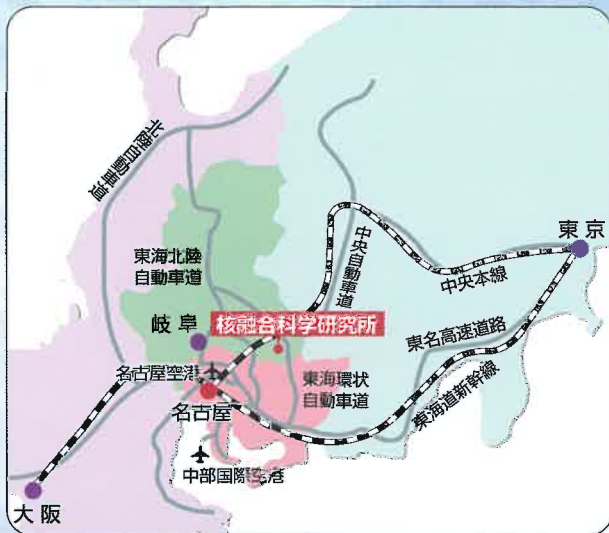 北陸自動車道
東海北陸
自動車道
中央自動車道
東京
中央本線
岐阜
核融合科学研究所
東名高速道路
名古屋空港
東海環状
自動車道
東海道新幹線
名古屋
中部国際空港
大阪